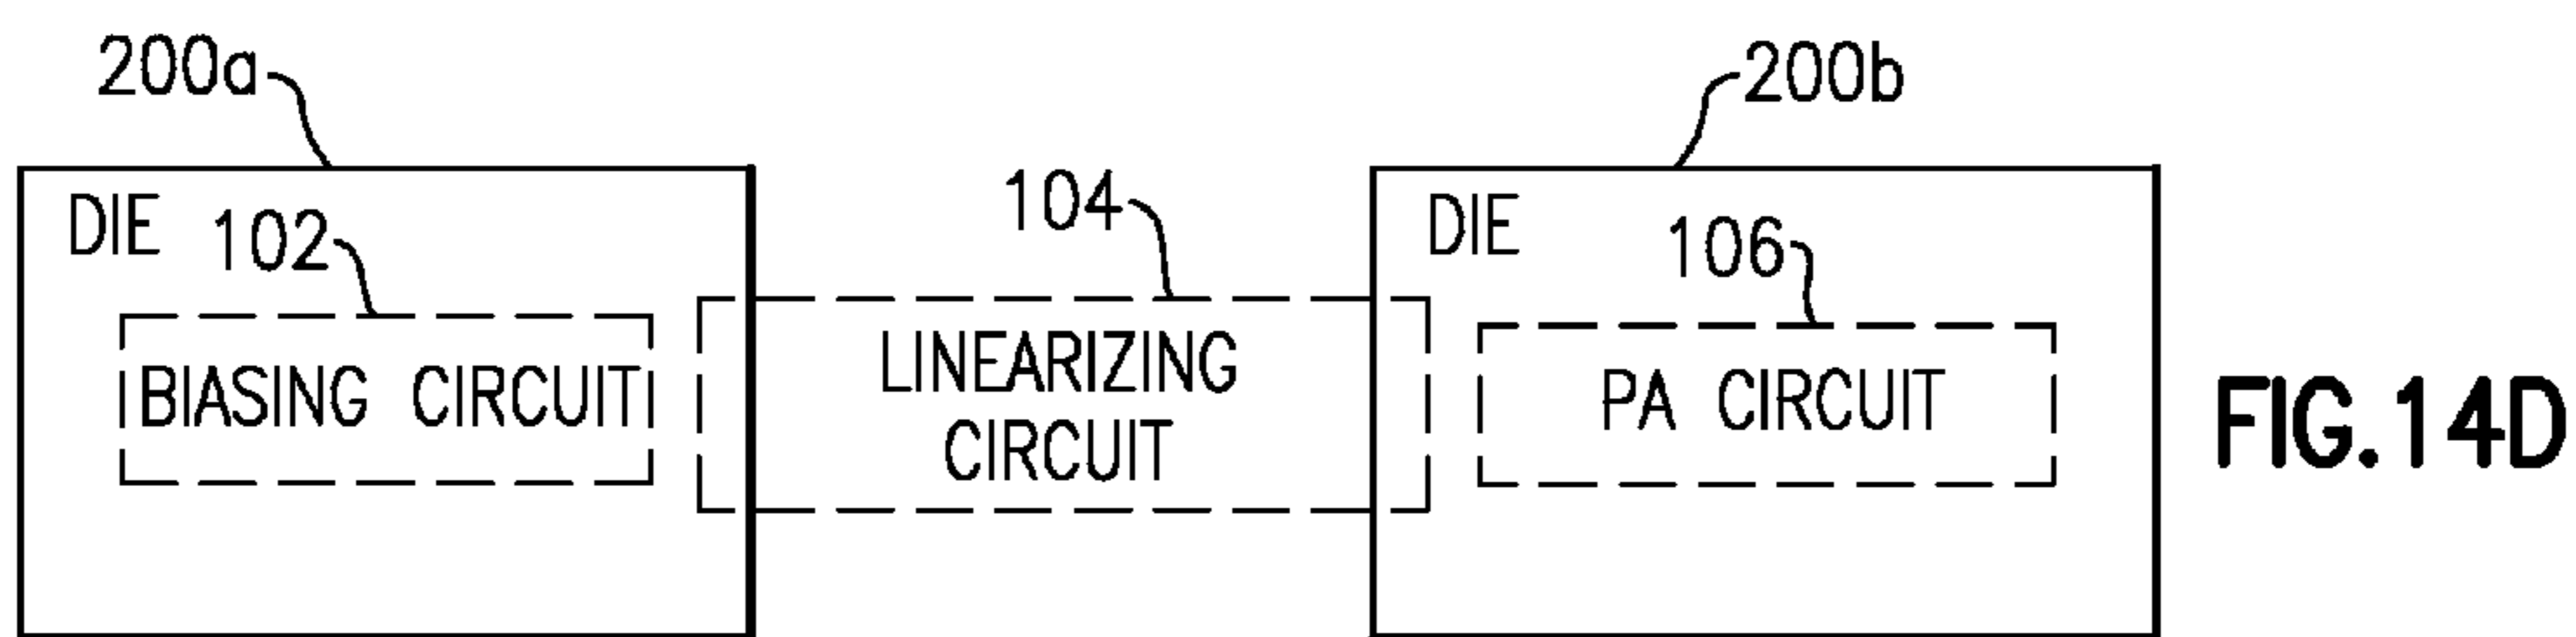 200a
200b
DIE
102
104
DIE
106
BIASING CIRCUIT
LINEARIZING
CIRCUIT
PA CIRCUIT
FIG.14D